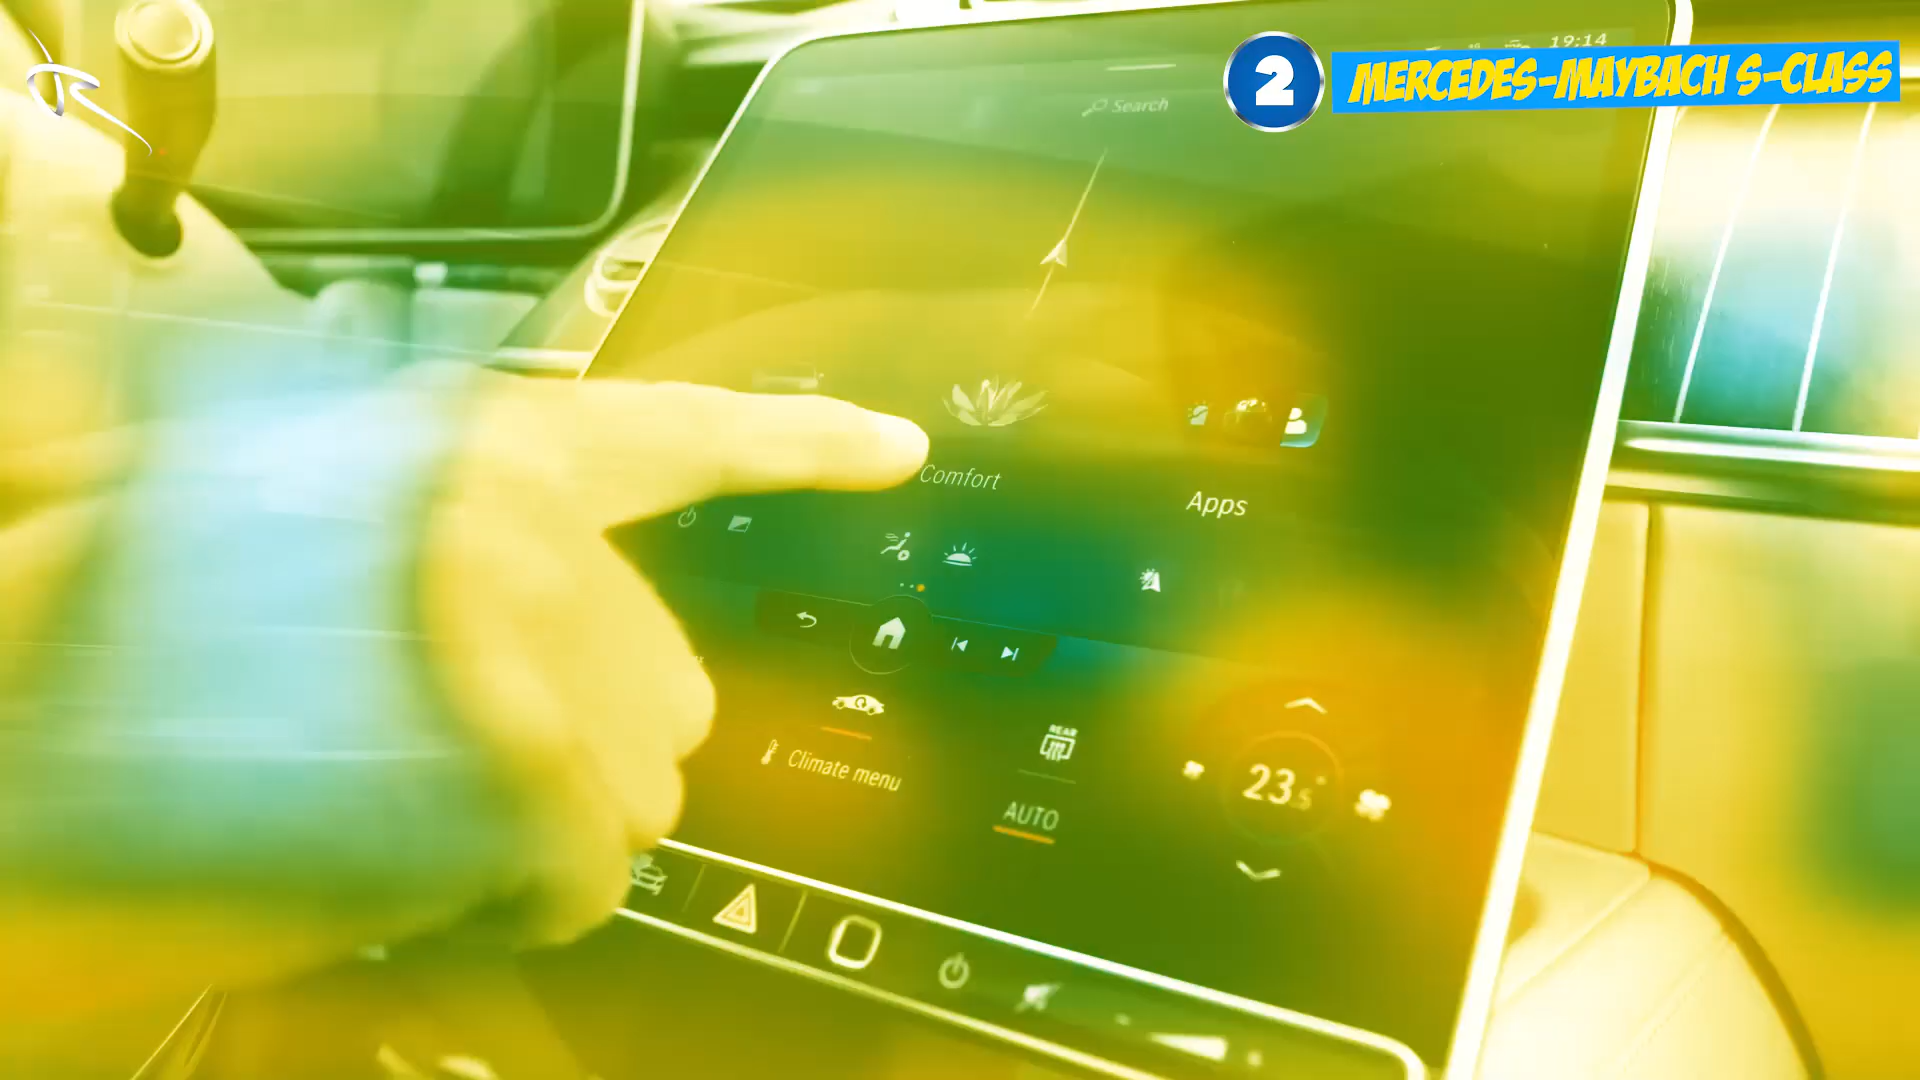 2 MERCEDES-MAYBACH S-CLASS
19:14
Search
Comfort
Apps
Climate menu
REAR
AUTO
23.5°